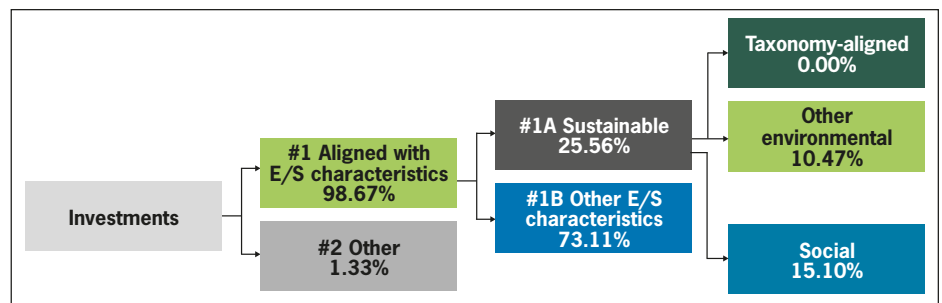 Investments
#1 Aligned with
E/S characteristics
98.67%
#2 Other
1.33%
#1A Sustainable
25.56%
#1B Other E/S
characteristics
73.11%
Taxonomy-aligned
0.00%
Other
environmental
10.47%
Social
15.10%